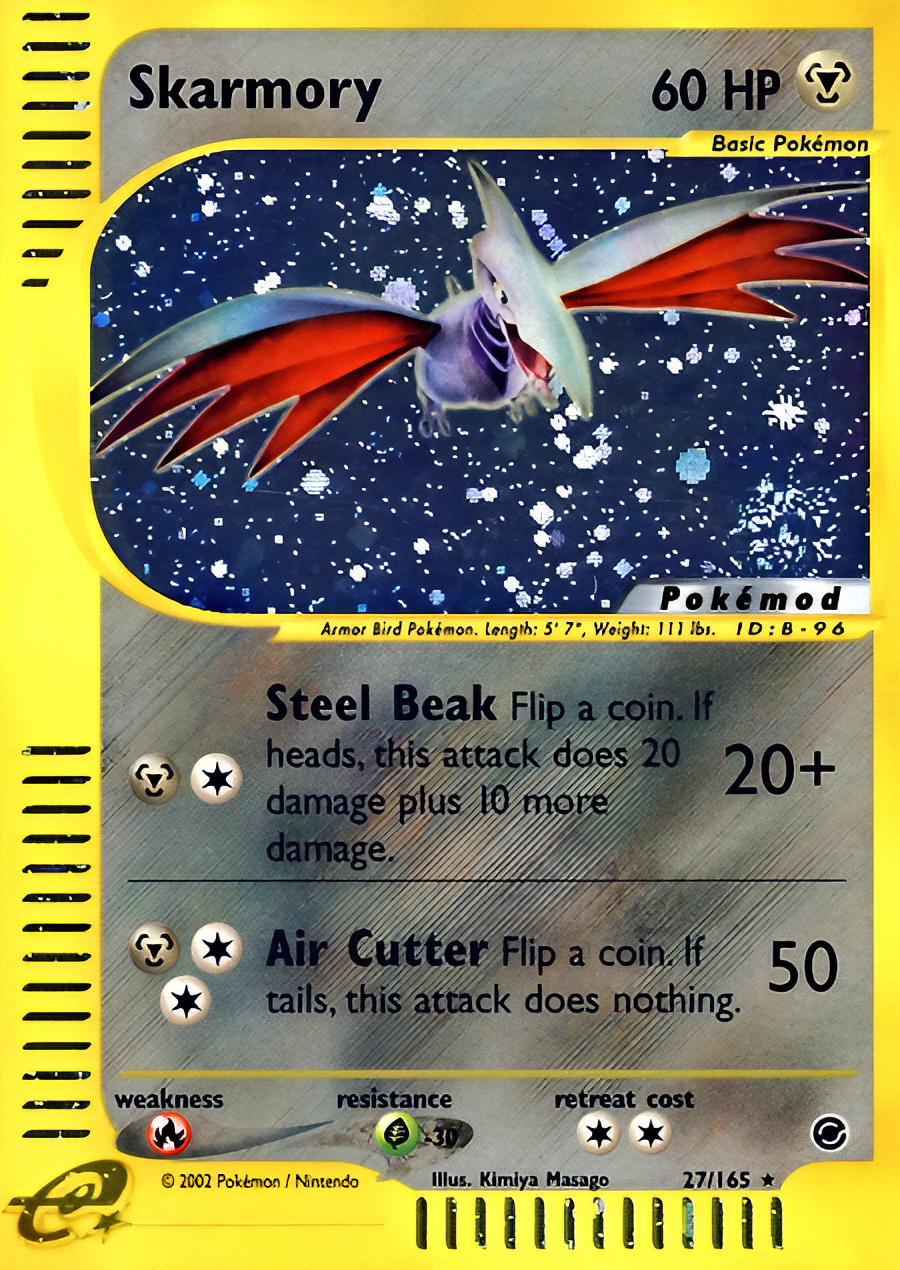 Skarmory
60 HP
Basic Pokémon
Pokémod
Armor Bird Pokémon. Length: 5' 7", Weight: 111 lbs. ID:B-96
Steel Beak Flip a coin. If
heads, this attack does 20
damage plus 10 more
damage.
20+
Air Cutter Flip a coin. If
tails, this attack does nothing.
50
weakness
resistance
retreat cost
-30
© 2002 Pokémon / Nintendo
Illus. Kimiya Masago
27/165 ★